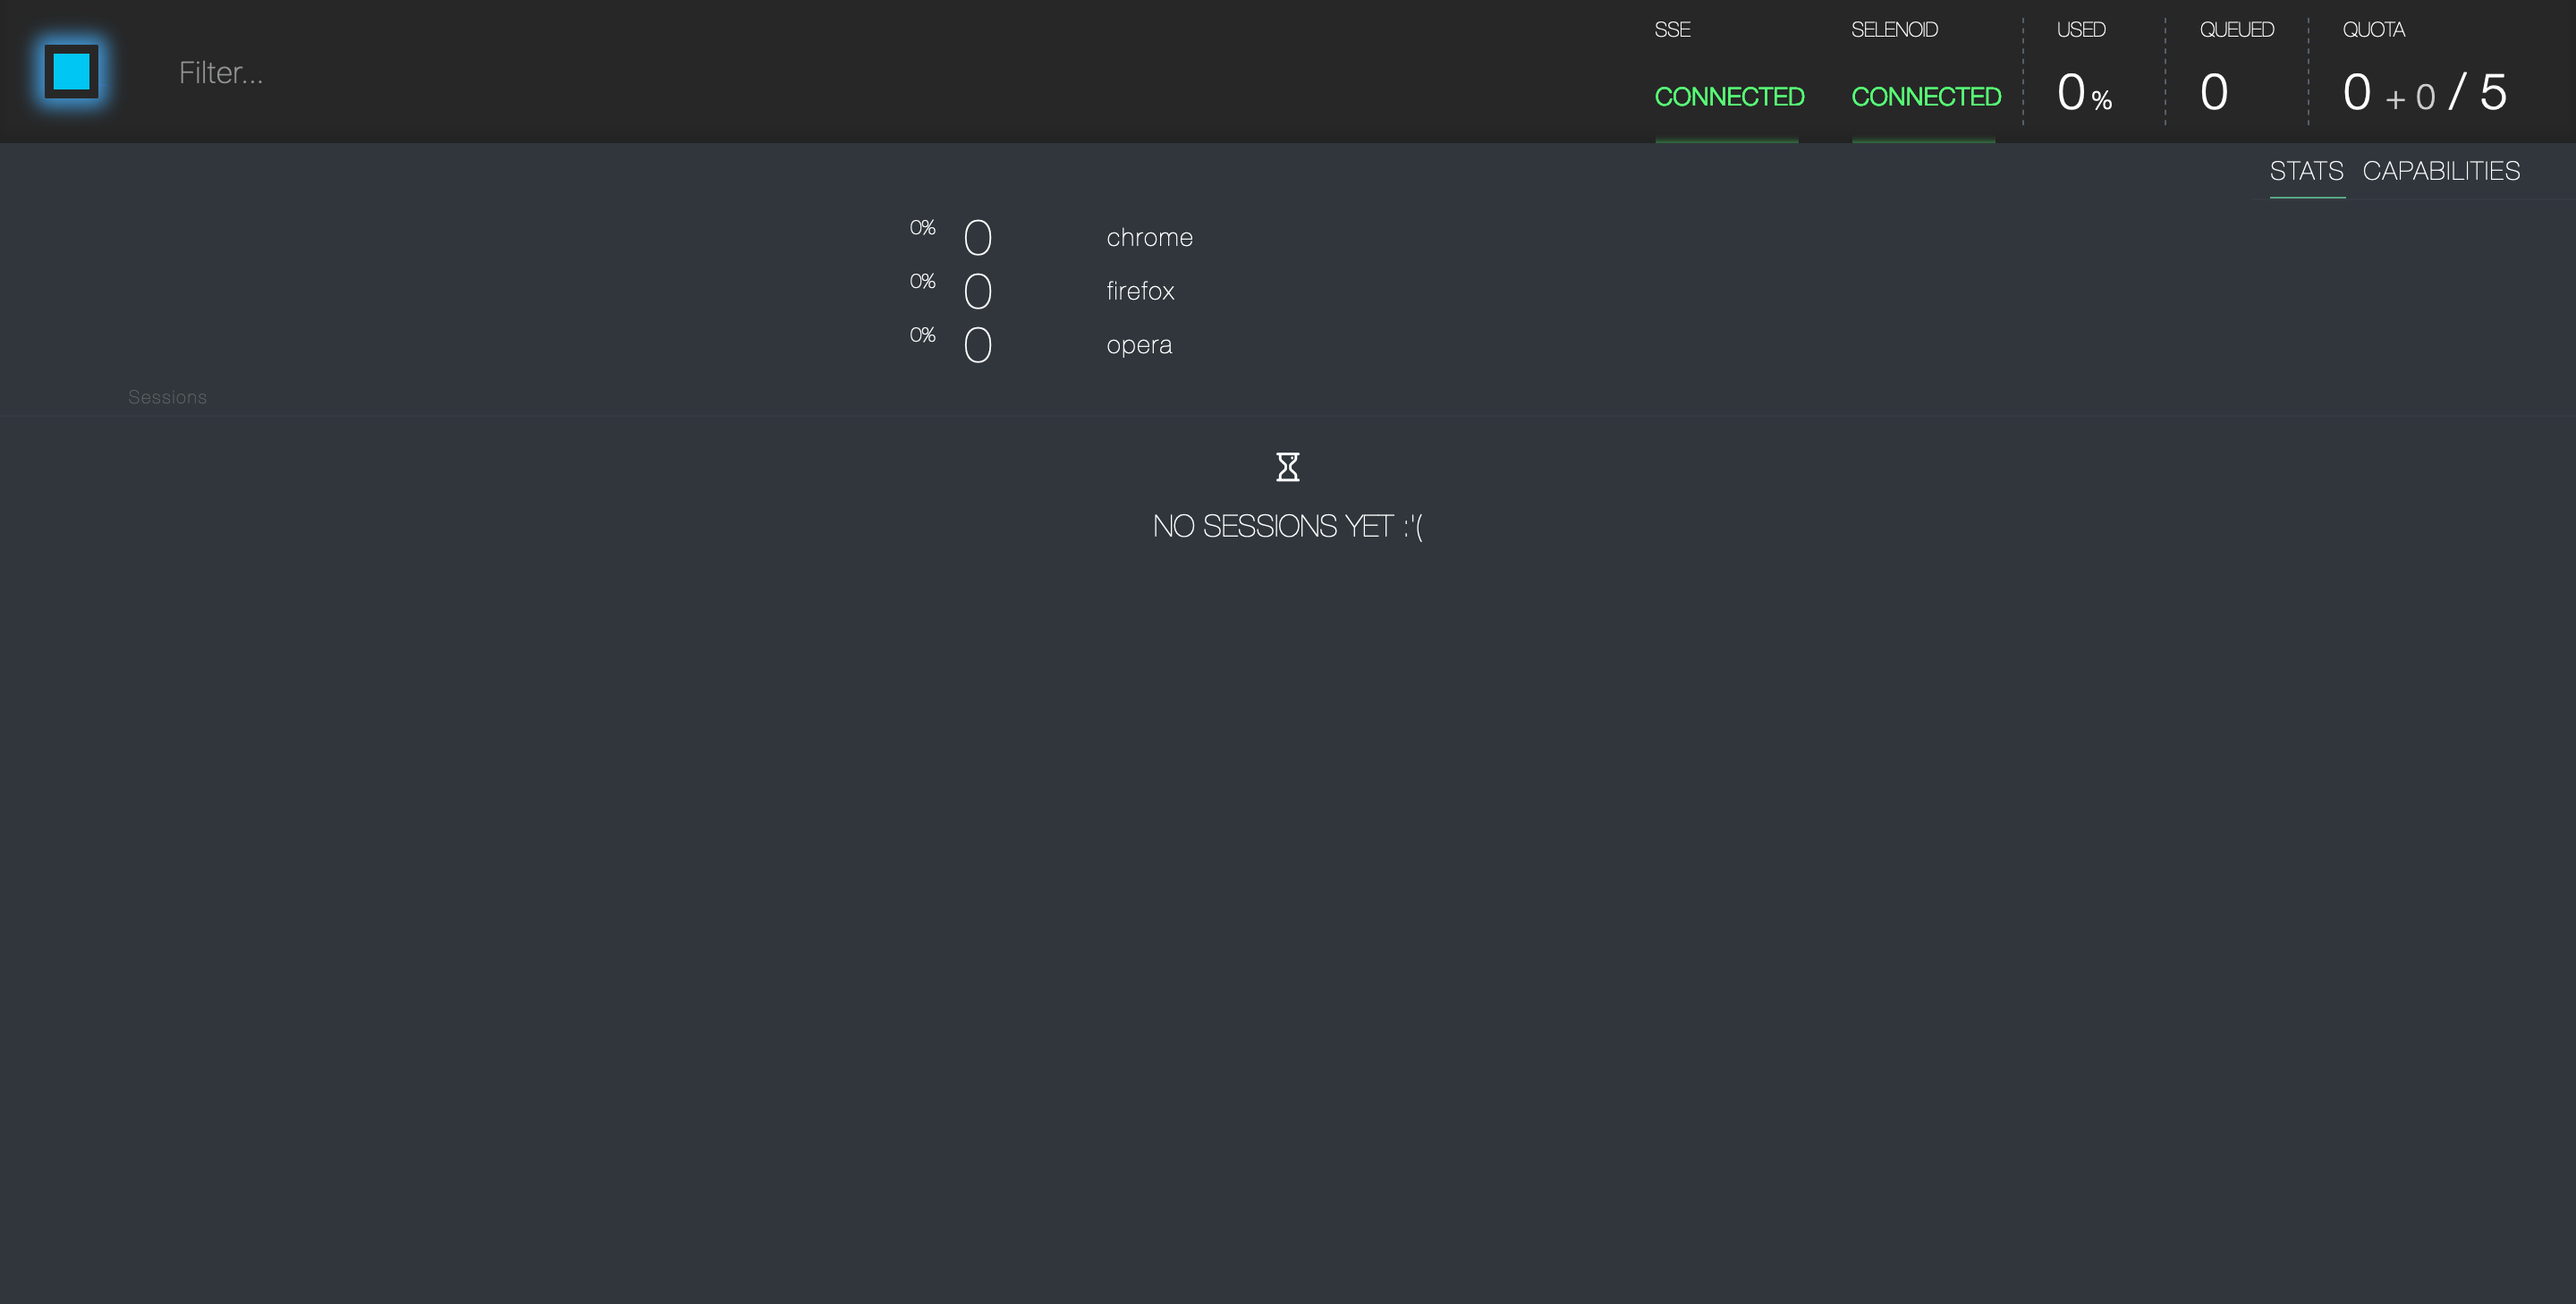 Filter...
SSE
CONNECTED
SELENOID
CONNECTED
USED
0 %
QUEUED
0
QUOTA
0 + 0 / 5
STATS CAPABILITIES
0% 0 chrome
0% 0 firefox
0% 0 opera
Sessions
NO SESSIONS YET :'(